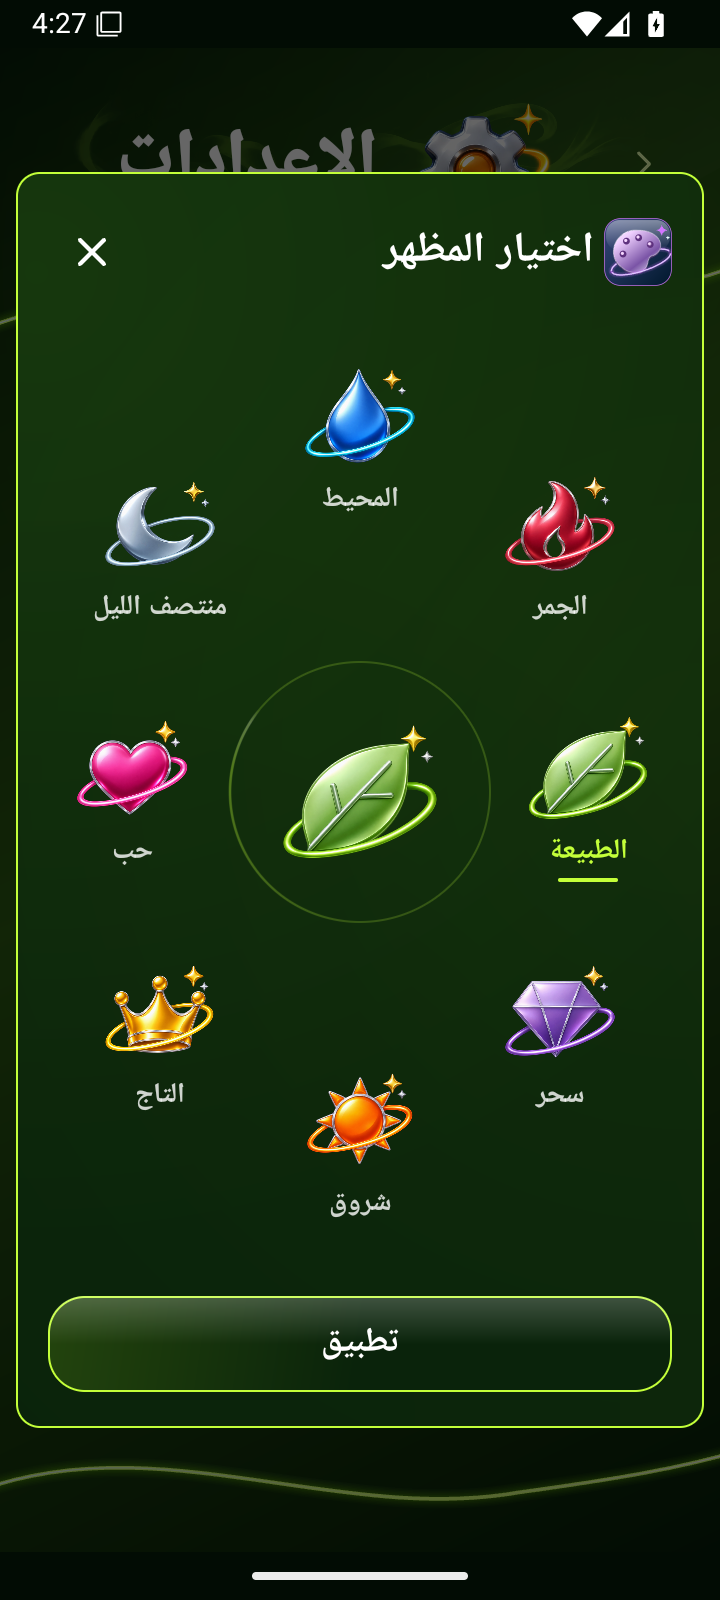 4:27
الإعدادات
اختيار المظهر
المحيط
الجمر
منتصف الليل
الطبيعة
حب
سحر
التاج
شروق
تطبيق